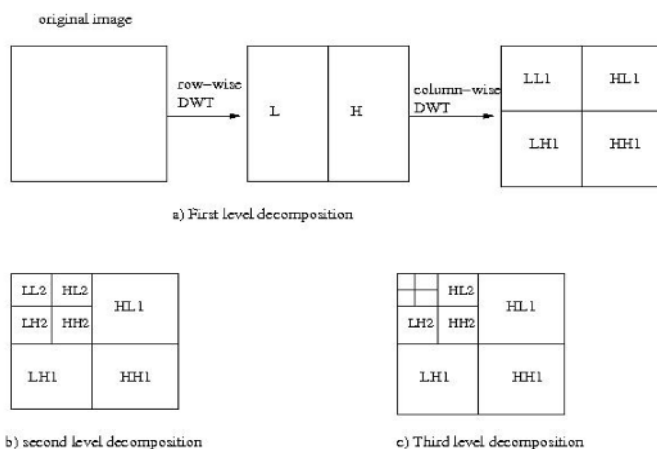 original image
row-wise
DWT
L
H
column-wise
DWT
LL1
HL1
LH1
HH1
a) First level decomposition
LL2
HL2
LH2
HH2
HL1
LH1
HH1
b) second level decomposition
HL2
LH2
HH2
HL1
LH1
HH1
c) Third level decomposition